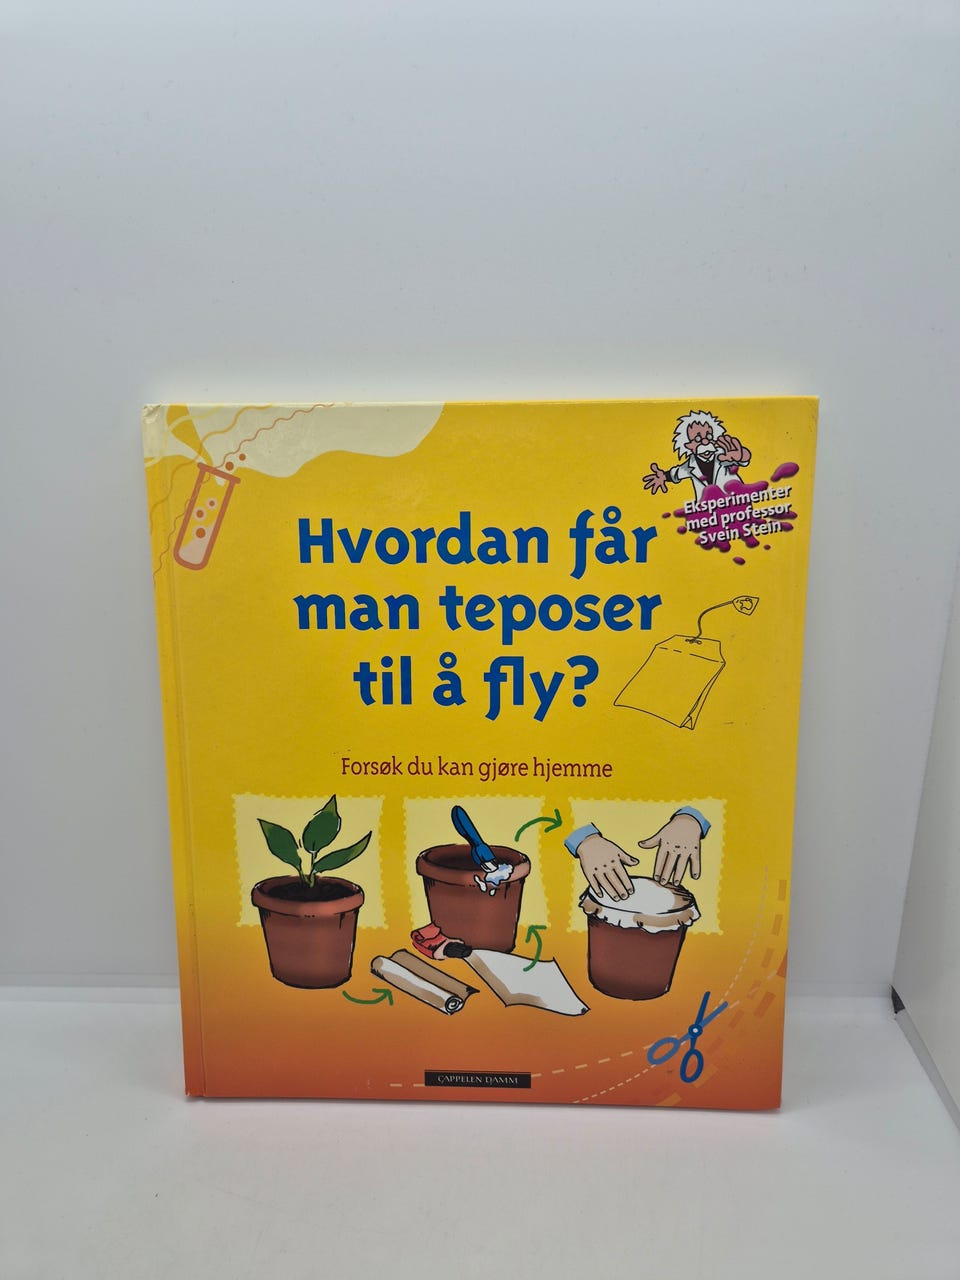 Eksperimenter
med professor
Svein Stein
Hvordan får
man teposer
til å fly?
Forsøk du kan gjøre hjemme
CAPPELEN DAMM